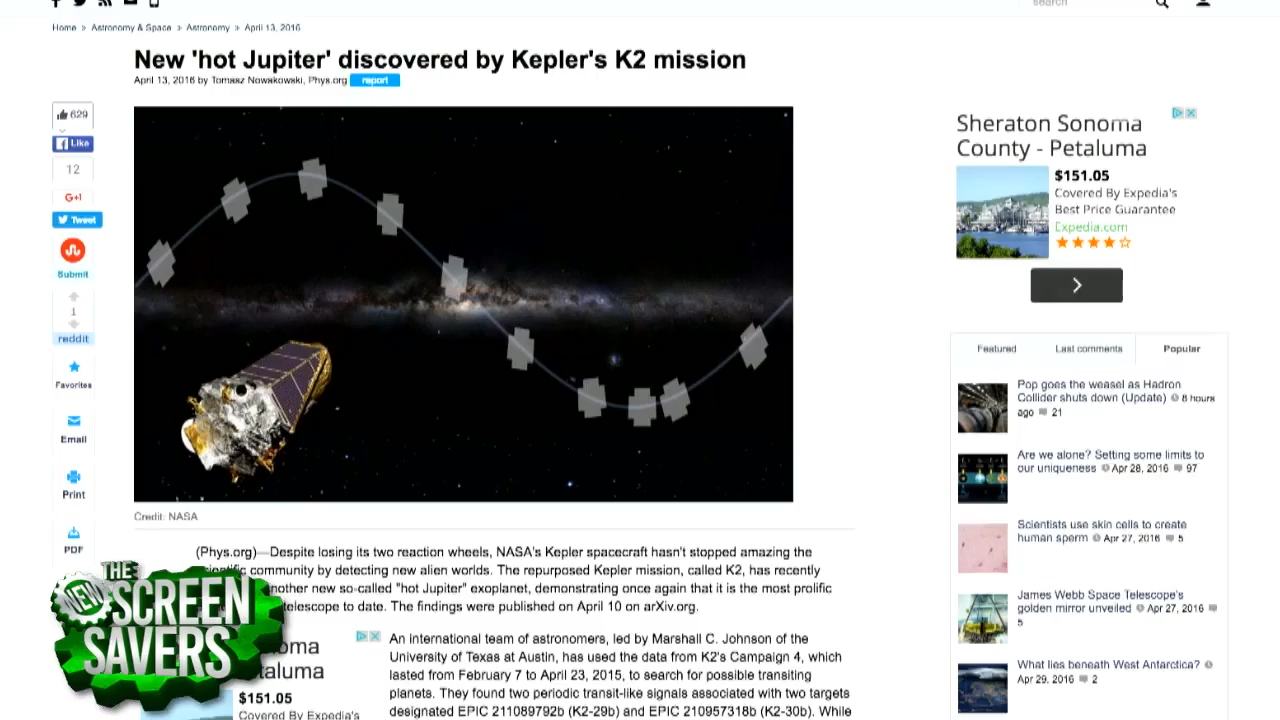 search
Home » Astronomy & Space » Astronomy » April 13, 2016
New 'hot Jupiter' discovered by Kepler's K2 mission
April 13, 2016 by Tomasz Nowakowski, Phys.org report
629
Like
12
G+1
Tweet
Submit
1
reddit
Favorites
Email
Print
PDF
Credit: NASA
(Phys.org)—Despite losing its two reaction wheels, NASA's Kepler spacecraft hasn't stopped amazing the
community by detecting new alien worlds. The repurposed Kepler mission, called K2, has recently
another new so-called "hot Jupiter" exoplanet, demonstrating once again that it is the most prolific
telescope to date. The findings were published on April 10 on arXiv.org.
An international team of astronomers, led by Marshall C. Johnson of the
University of Texas at Austin, has used the data from K2's Campaign 4, which
lasted from February 7 to April 23, 2015, to search for possible transiting
planets. They found two periodic transit-like signals associated with two targets
designated EPIC 211089792b (K2-29b) and EPIC 210957318b (K2-30b). While
$151.05
Covered By Expedia's
THE
NEW
SCREEN
SAVERS
Sheraton Sonoma
County - Petaluma
$151.05
Covered By Expedia's
Best Price Guarantee
Expedia.com
Featured Last comments Popular
Pop goes the weasel as Hadron
Collider shuts down (Update) 8 hours
ago 21
Are we alone? Setting some limits to
our uniqueness Apr 28, 2016 97
Scientists use skin cells to create
human sperm Apr 27, 2016 5
James Webb Space Telescope's
golden mirror unveiled Apr 27, 2016
5
What lies beneath West Antarctica?
Apr 29, 2016 2